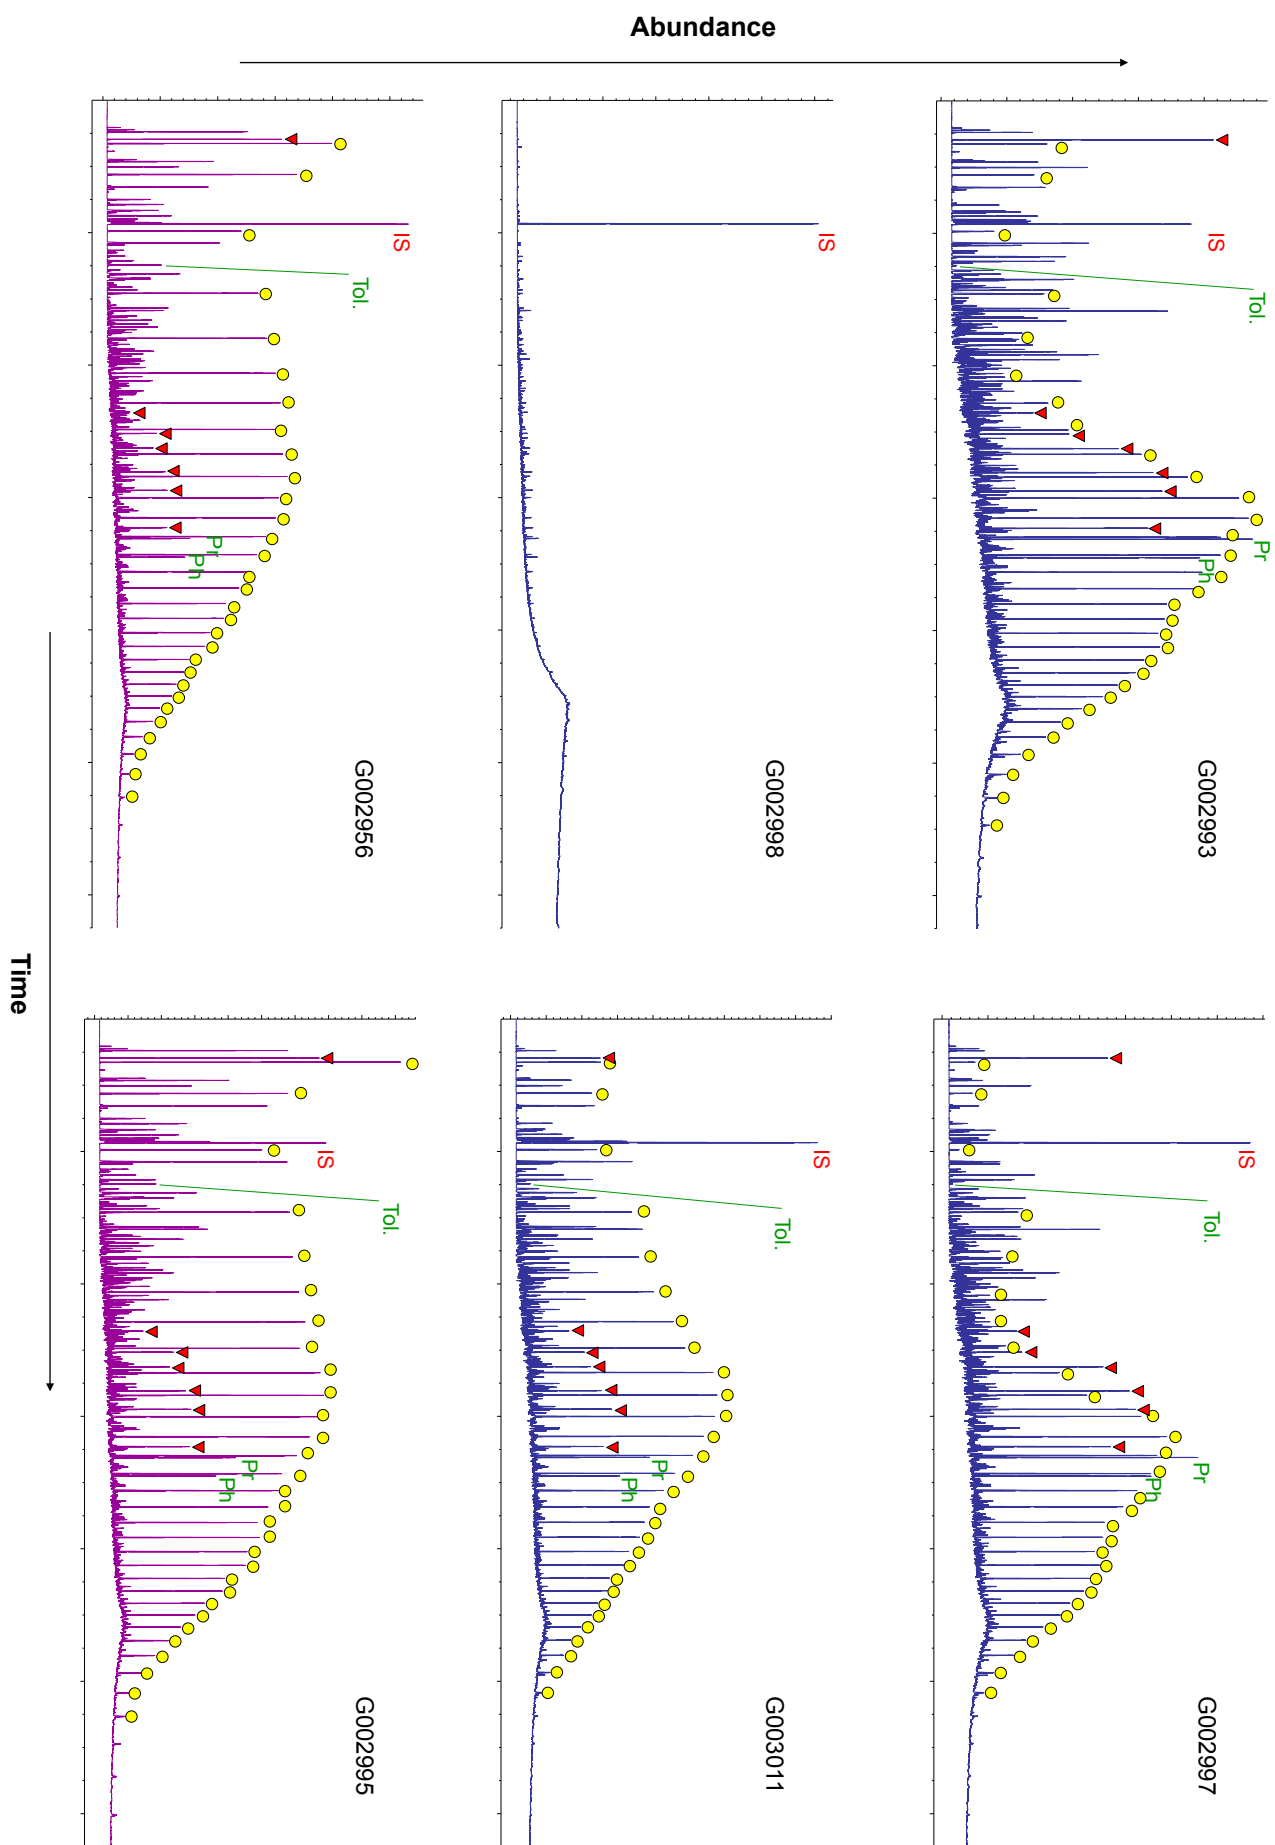 Abundance
IS
Tol.
G002956
Pr
Ph
IS
G002998
IS
Tol.
Pr
Ph
G002993
Time
IS
Tol.
Pr
Ph
G002995
IS
Tol.
Pr
Ph
G003011
IS
Tol.
Pr
Ph
G002997